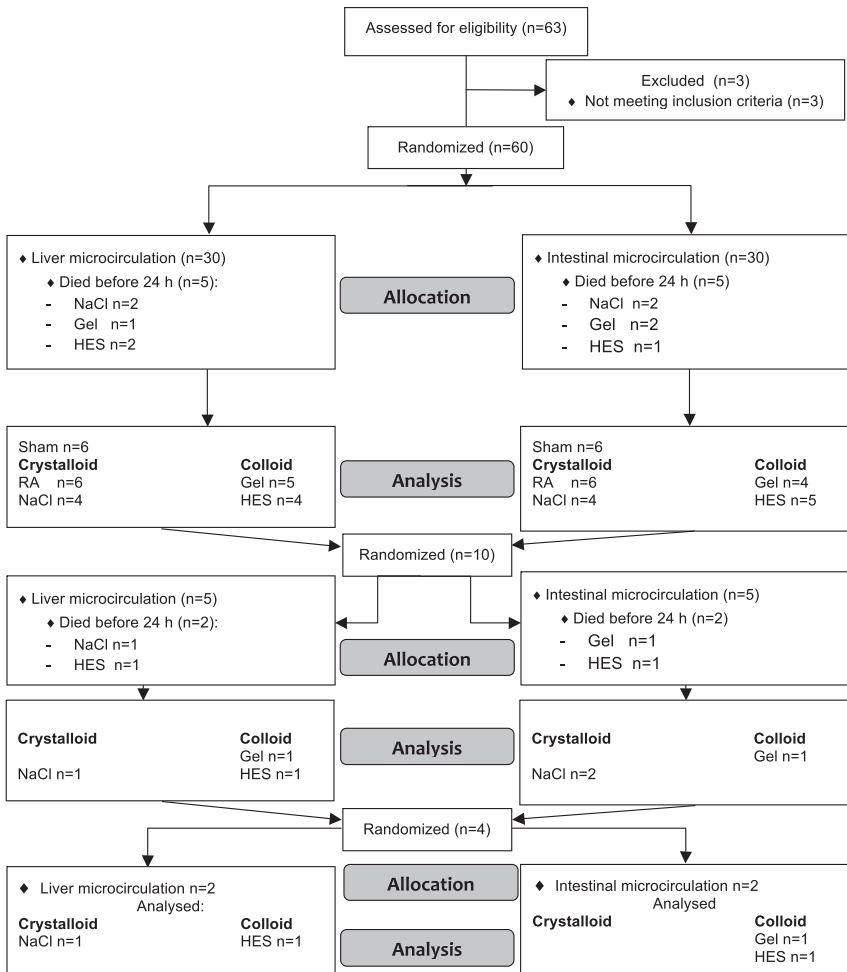 Assessed for eligibility (n=63)
Excluded (n=3)
♦ Not meeting inclusion criteria (n=3)
Randomized (n=60)
♦ Liver microcirculation (n=30)
♦ Died before 24 h (n=5):
- NaCl n=2
- Gel n=1
- HES n=2
Allocation
♦ Intestinal microcirculation (n=30)
♦ Died before 24 h (n=5)
- NaCl n=2
- Gel n=2
- HES n=1
Sham n=6
Crystalloid Colloid
RA n=6 Gel n=5
NaCl n=4 HES n=4
Analysis
Sham n=6
Crystalloid Colloid
RA n=6 Gel n=4
NaCl n=4 HES n=5
Randomized (n=10)
♦ Liver microcirculation (n=5)
♦ Died before 24 h (n=2):
- NaCl n=1
- HES n=1
Allocation
♦ Intestinal microcirculation (n=5)
♦ Died before 24 h (n=2)
- Gel n=1
- HES n=1
Crystalloid Colloid
Gel n=1
NaCl n=1 HES n=1
Analysis
Crystalloid Colloid
Gel n=1
NaCl n=2
Randomized (n=4)
♦ Liver microcirculation n=2
Analysed:
Crystalloid Colloid
NaCl n=1 HES n=1
Allocation
Analysis
♦ Intestinal microcirculation n=2
Analysed
Crystalloid Colloid
Gel n=1
HES n=1